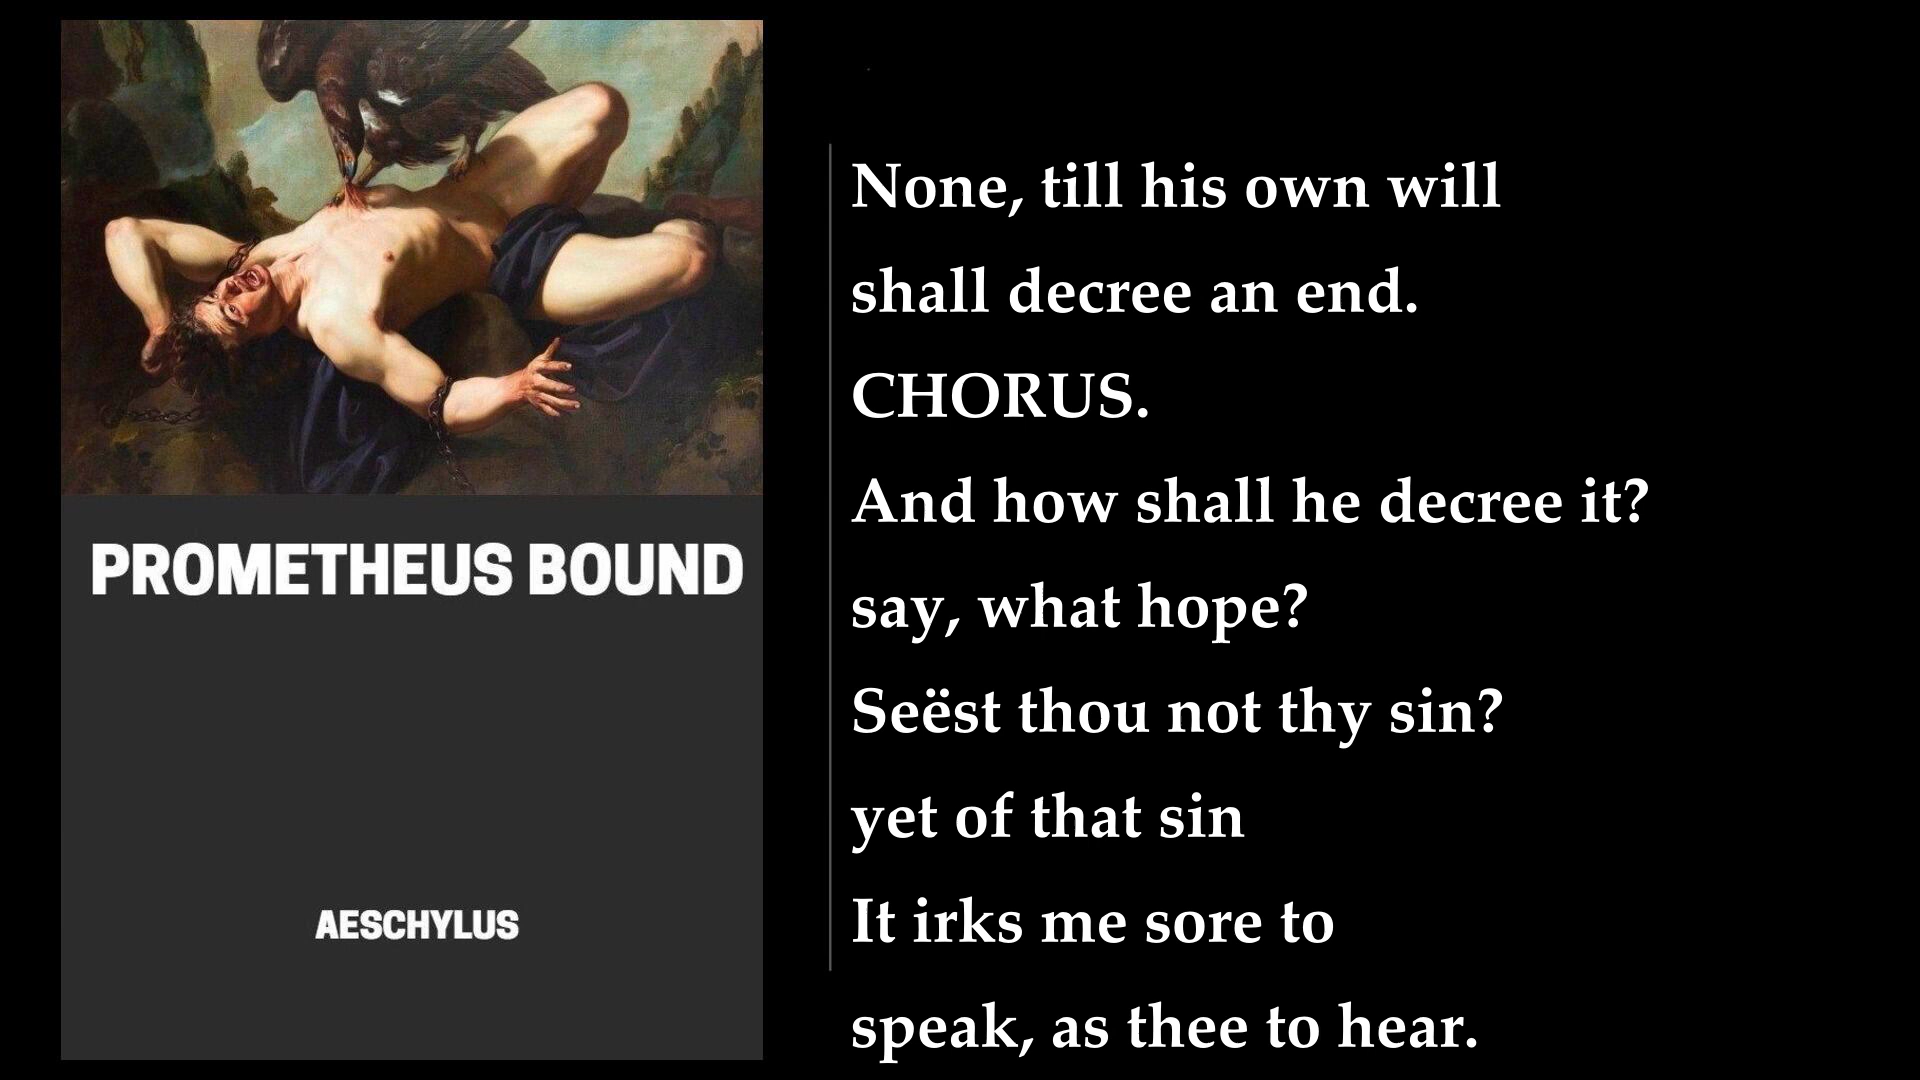 PROMETHEUS BOUND
AESCHYLUS
None, till his own will
shall decree an end.
CHORUS.
And how shall he decree it?
say, what hope?
Seëst thou not thy sin?
yet of that sin
It irks me sore to
speak, as thee to hear.